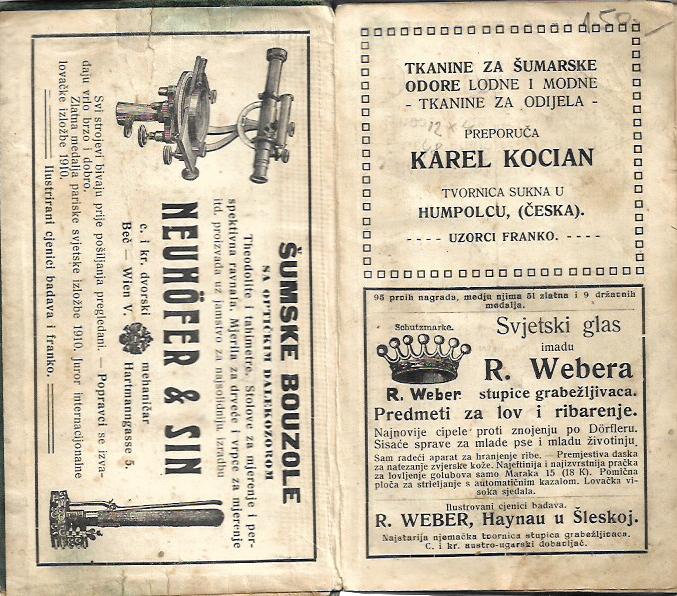 ŠUMSKE BOUZOLE
SA OPTIČKIM DALEKOZOROM
Theodolite i tahimetre. Stolove za mjerenje i per-
spektivna ravnala. Mjerila za drveće i vrpce za mjerenje
itd. proizvada uz jamstvo za najsolidniju izradbu
NEUHÖFER & SIN
c. i kr. dvorski mehaničar
Beč — Wien V. Hartmanngasse 5.
Svi strojevi bivaju prije pošiljanja pregledani. — Popravci se izva-
daju vrlo brzo i dobro.
Zlatna medalja pariske svjetske izložbe 1910. Juror internacijonalne
lovačke izložbe 1910.
Ilustrirani cjenici badava i franko.
158.-
TKANINE ZA ŠUMARSKE
ODORE LODNE I MODNE
- TKANINE ZA ODIJELA -
PREPORUČA
KAREL KOCIAN
TVORNICA SUKNA U
HUMPOLCU, (ČESKA).
---- UZORCI FRANKO. ----
95 prvih nagrada, medju njima 51 zlatna i 9 državnih
medalja.
Schutzmarke.
R. Weber
Svjetski glas
imadu
R. Webera
stupice grabežljivaca.
Predmeti za lov i ribarenje.
Najnovije cipele proti znojenju po Dörfleru.
Sisaće sprave za mlade pse i mladu životinju.
Sam radeći aparat za hranjenje ribe. — Premjestiva daska
za natezanje zvjerske kože. Najeftinija i najizvrstnija pračka
za lovljenje golubova samo Maraka 15 (18 K). Pomična
ploča za strieljanje s automatičnim kazalom. Lovačka vi-
soka sjedala.
Ilustrovani cjenici badava.
R. WEBER, Haynau u Šleskoj.
Najstarija njemačka tvornica stupica grabežljivaca.
C. i kr. austro-ugarski dobavljač.